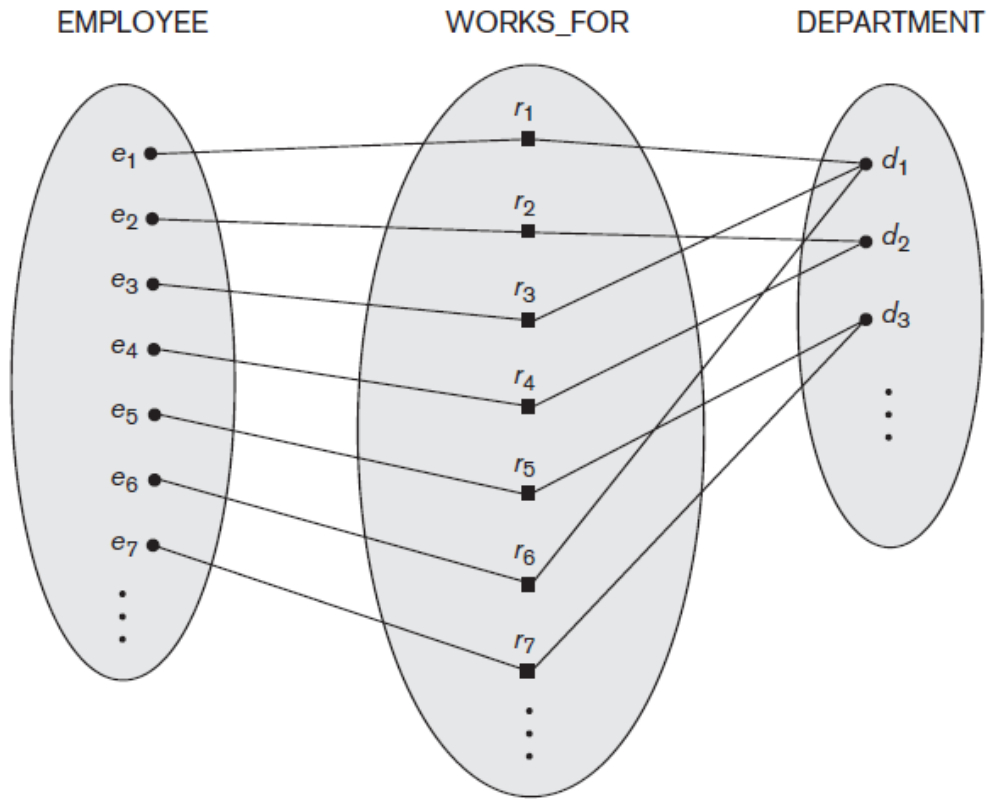 EMPLOYEE WORKS_FOR DEPARTMENT
e1
e2
e3
e4
e5
e6
e7
r1
r2
r3
r4
r5
r6
r7
d1
d2
d3